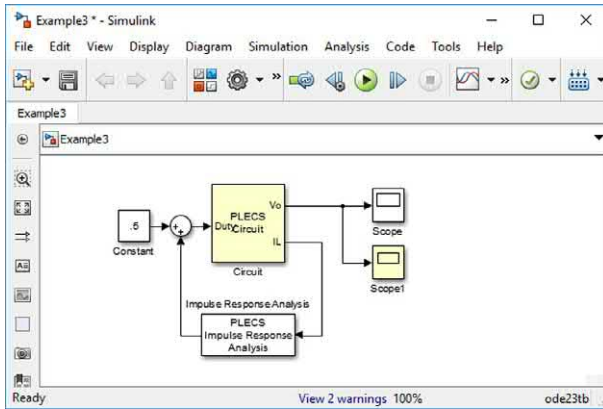 Example3 * - Simulink
File Edit View Display Diagram Simulation Analysis Code Tools Help
Example3
Example3
.5
Constant
Duty
PLECS
Circuit
Vo
IL
Circuit
Scope
Scope1
Impulse Response Analysis
PLECS
Impulse Response
Analysis
Ready View 2 warnings 100% ode23tb